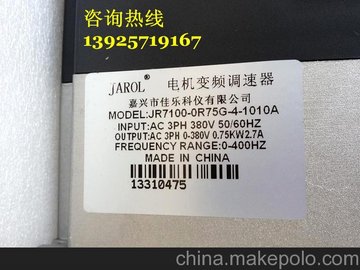 咨询热线
13925719167
JAROL® 电机变频调速器
嘉兴市佳乐科仪有限公司
MODEL:JR7100-0R75G-4-1010A
INPUT:AC 3PH 380V 50/60HZ
OUTPUT:AC 3PH 0-380V 0.75KW 2.7A
FREQUENCY RANGE:0-400HZ
MADE IN CHINA
13310475
china.makepolo.com